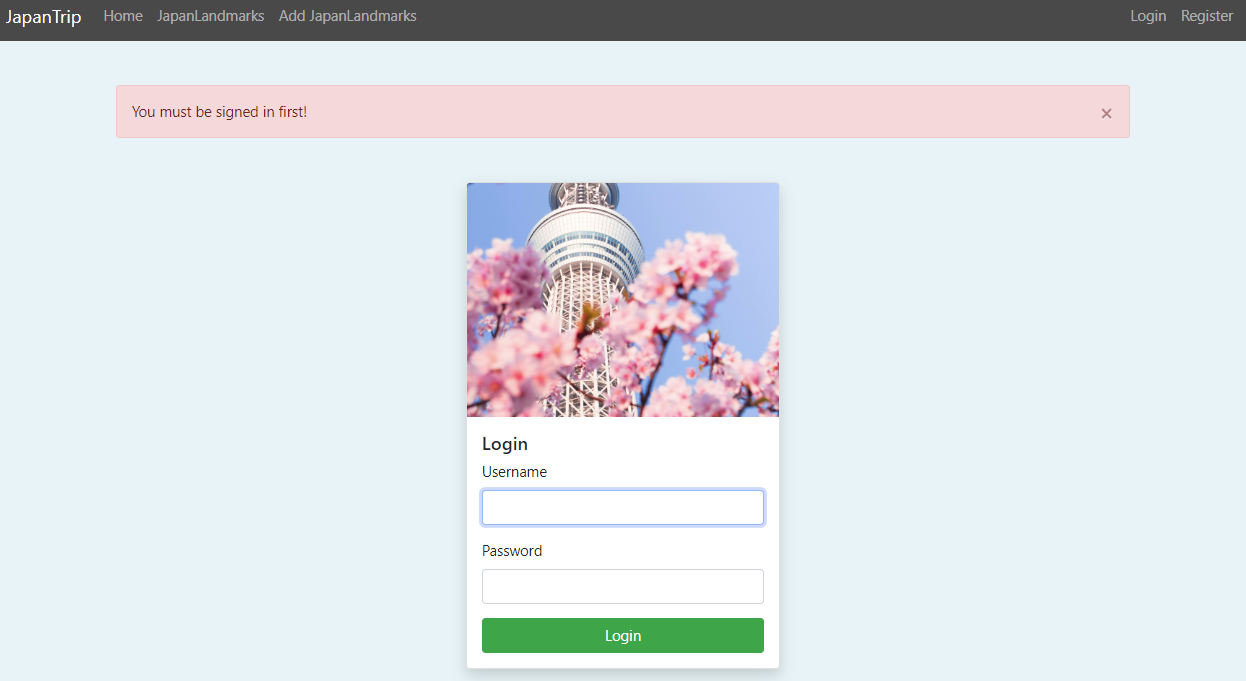 JapanTrip Home JapanLandmarks Add JapanLandmarks Login Register
You must be signed in first! ×
Login
Username
Password
Login